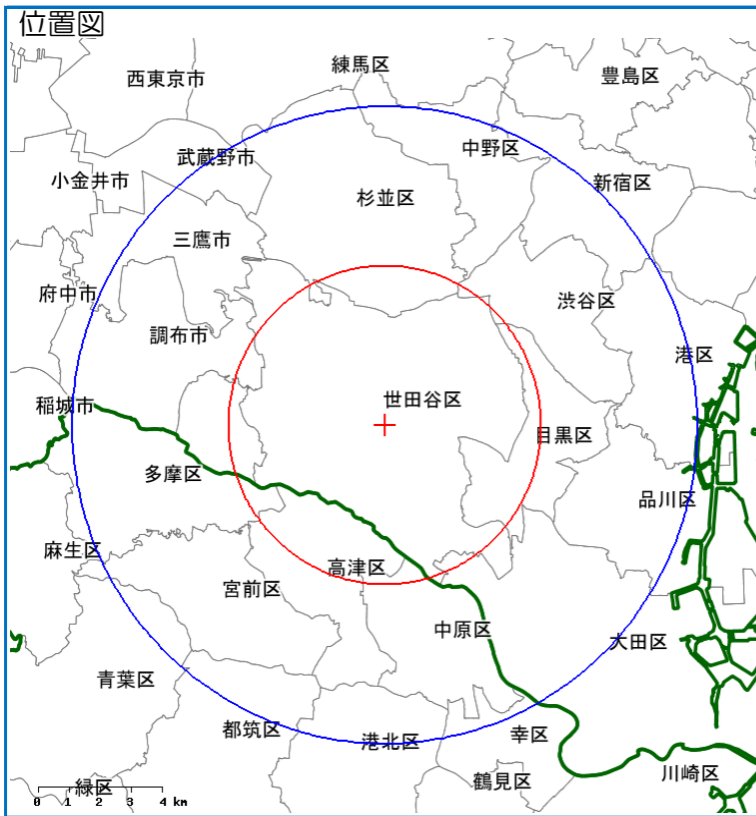 位置図
練馬区
豊島区
西東京市
武蔵野市
中野区
小金井市
杉並区
新宿区
三鷹市
府中市
渋谷区
調布市
港区
稲城市
世田谷区
目黒区
多摩区
品川区
麻生区
高津区
宮前区
中原区
大田区
青葉区
都筑区
港北区
幸区
川崎区
鶴見区
緑区
0 1 2 3 4 km